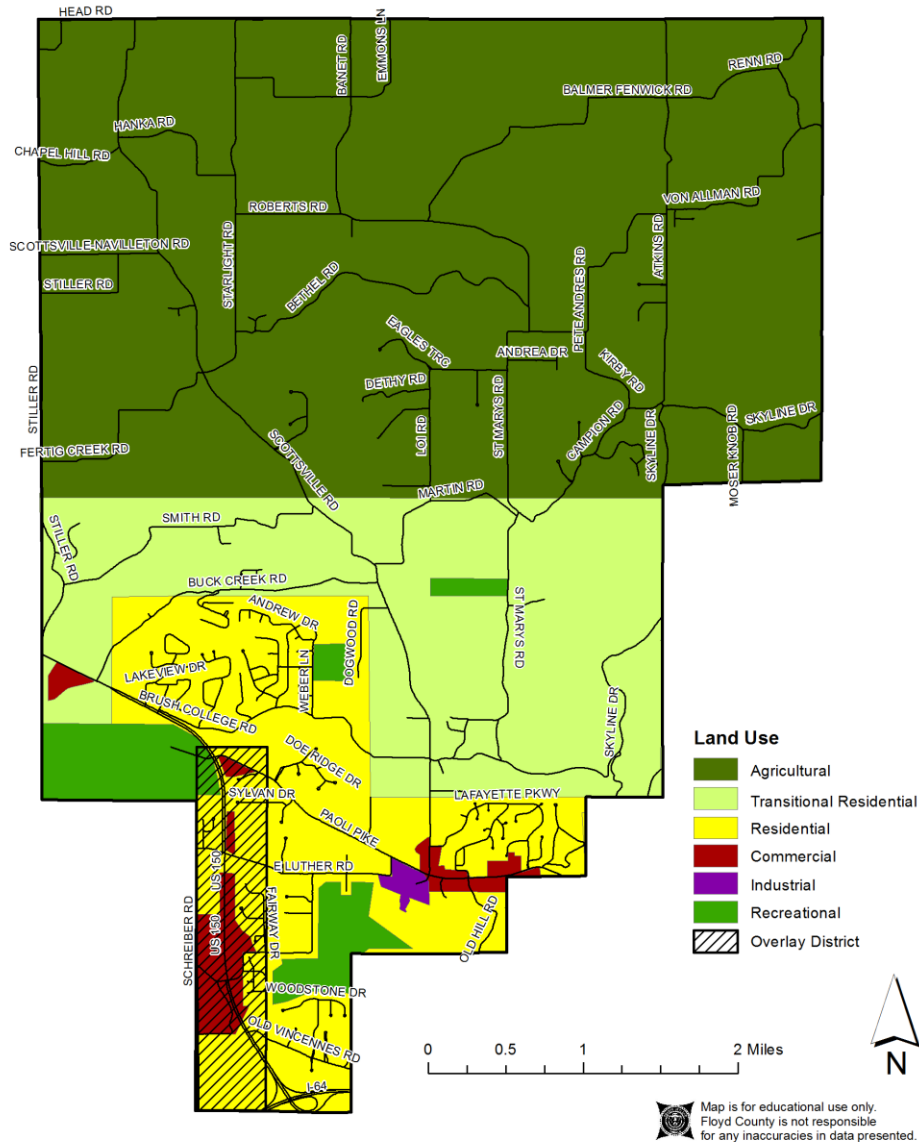 HEAD RD
BANET RD
EMMONS LN
RENN RD
BALMER FENWICK RD
HANKA RD
CHAPEL HILL RD
VON ALLMAN RD
ROBERTS RD
SCOTTSVILLE-NAVILLETON RD
STARLIGHT RD
ATKINS RD
STILLER RD
BETHEL RD
PETE ANDRES RD
EAGLES TRC
ANDREA DR
KIRBY RD
DETHY RD
STILLER RD
LOI RD
ST MARYS RD
CAMPION RD
SKYLINE DR
MOSER KNOB RD
SKYLINE DR
FERTIG CREEK RD
SCOTTSVILLE RD
MARTIN RD
STILLER RD
SMITH RD
BUCK CREEK RD
ANDREW DR
DOGWOOD RD
ST MARYS RD
LAKEVIEW DR
WEBER LN
BRUSH COLLEGE RD
SKYLINE DR
DOE RIDGE DR
SYLVAN DR
LAFAYETTE PKWY
PAOLI PIKE
US 150
E LUTHER RD
SCHREIBER RD
US 150
FAIRWAY DR
OLD HILL RD
WOODSTONE DR
OLD VINCENNES RD
I-64
Land Use
Agricultural
Transitional Residential
Residential
Commercial
Industrial
Recreational
Overlay District
0 0.5 1 2 Miles
N
Map is for educational use only.
Floyd County is not responsible
for any inaccuracies in data presented.